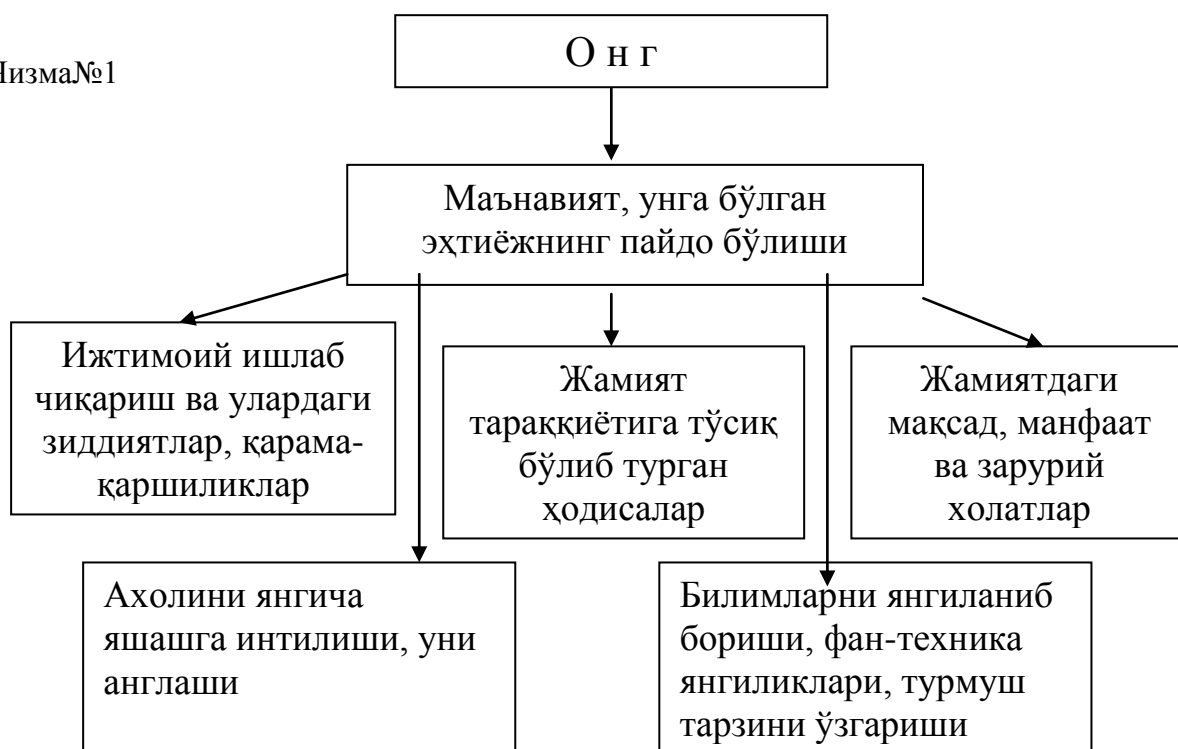 О н г
Чизма№1
Маънавият, унга бўлган
эҳтиёжнинг пайдо бўлиши
Ижтимоий ишлаб
чиқариш ва улардаги
зиддиятлар, қарама-
қаршиликлар
Жамият
тараққиётига тўсиқ
бўлиб турган
ҳодисалар
Жамиятдаги
мақсад, манфаат
ва зарурий
холатлар
Ахолини янгича
яшашга интилиши, уни
англаши
Билимларни янгиланиб
бориши, фан-техника
янгиликлари, турмуш
тарзини ўзгариши